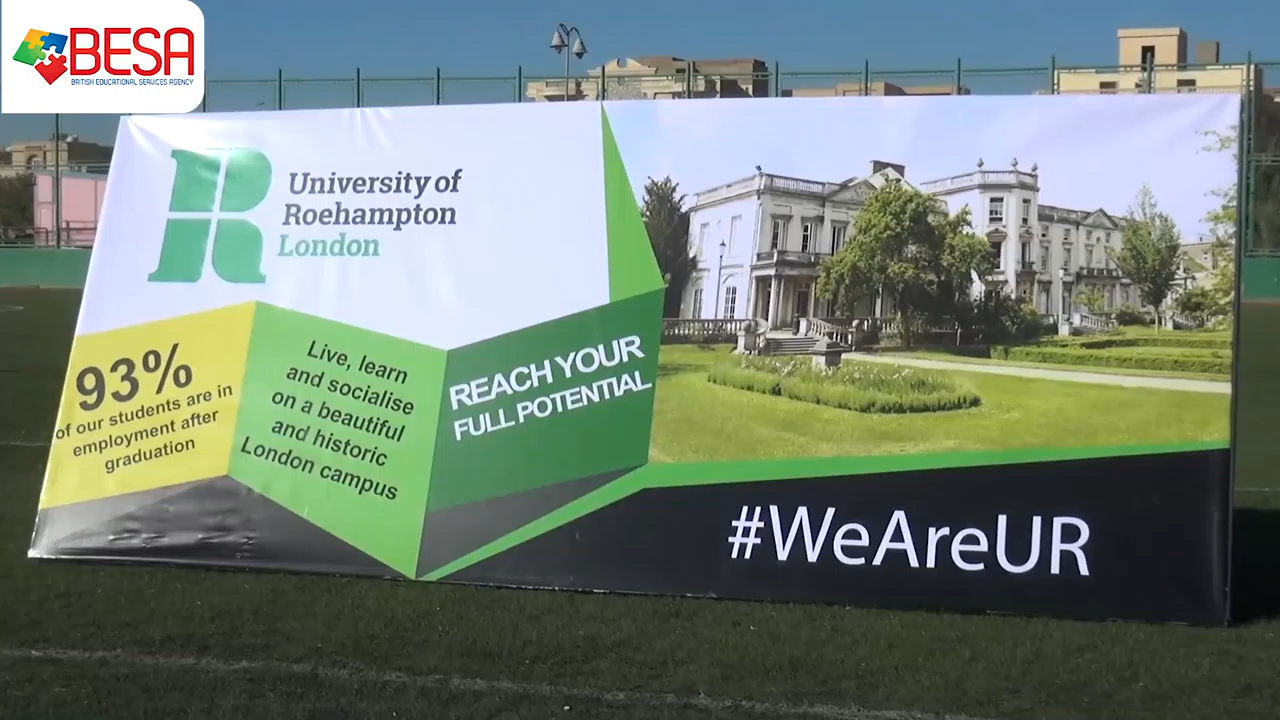 BESA
BRITISH EDUCATIONAL SERVICES AGENCY
University of
Roehampton
London
93%
of our students are in
employment after
graduation
Live, learn
and socialise
on a beautiful
and historic
London campus
REACH YOUR
FULL POTENTIAL
#WeAreUR